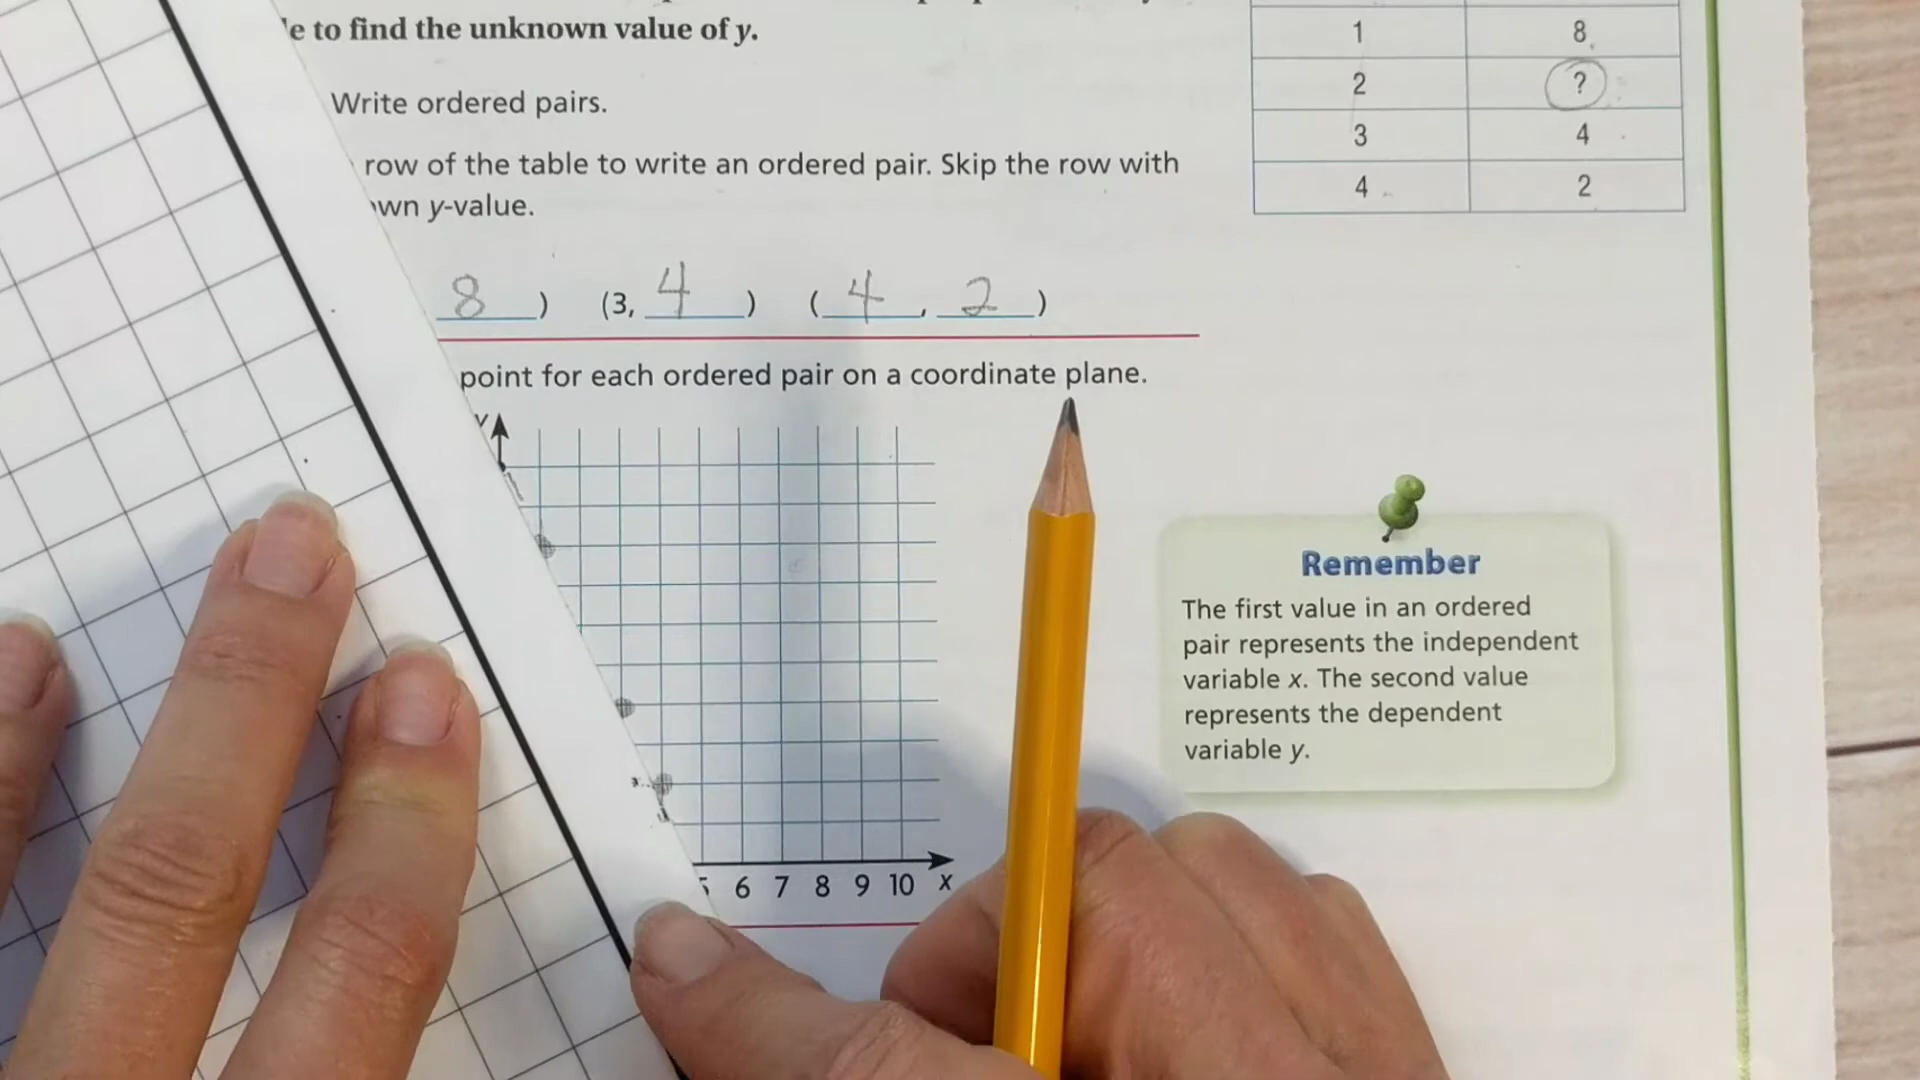 e to find the unknown value of y.
1 8
2 ?
3 4
4 2
Write ordered pairs.
row of the table to write an ordered pair. Skip the row with
y-value.
8 ) (3, 4 ) ( 4 , 2 )
point for each ordered pair on a coordinate plane.
y
6 7 8 9 10 x
Remember
The first value in an ordered
pair represents the independent
variable x. The second value
represents the dependent
variable y.